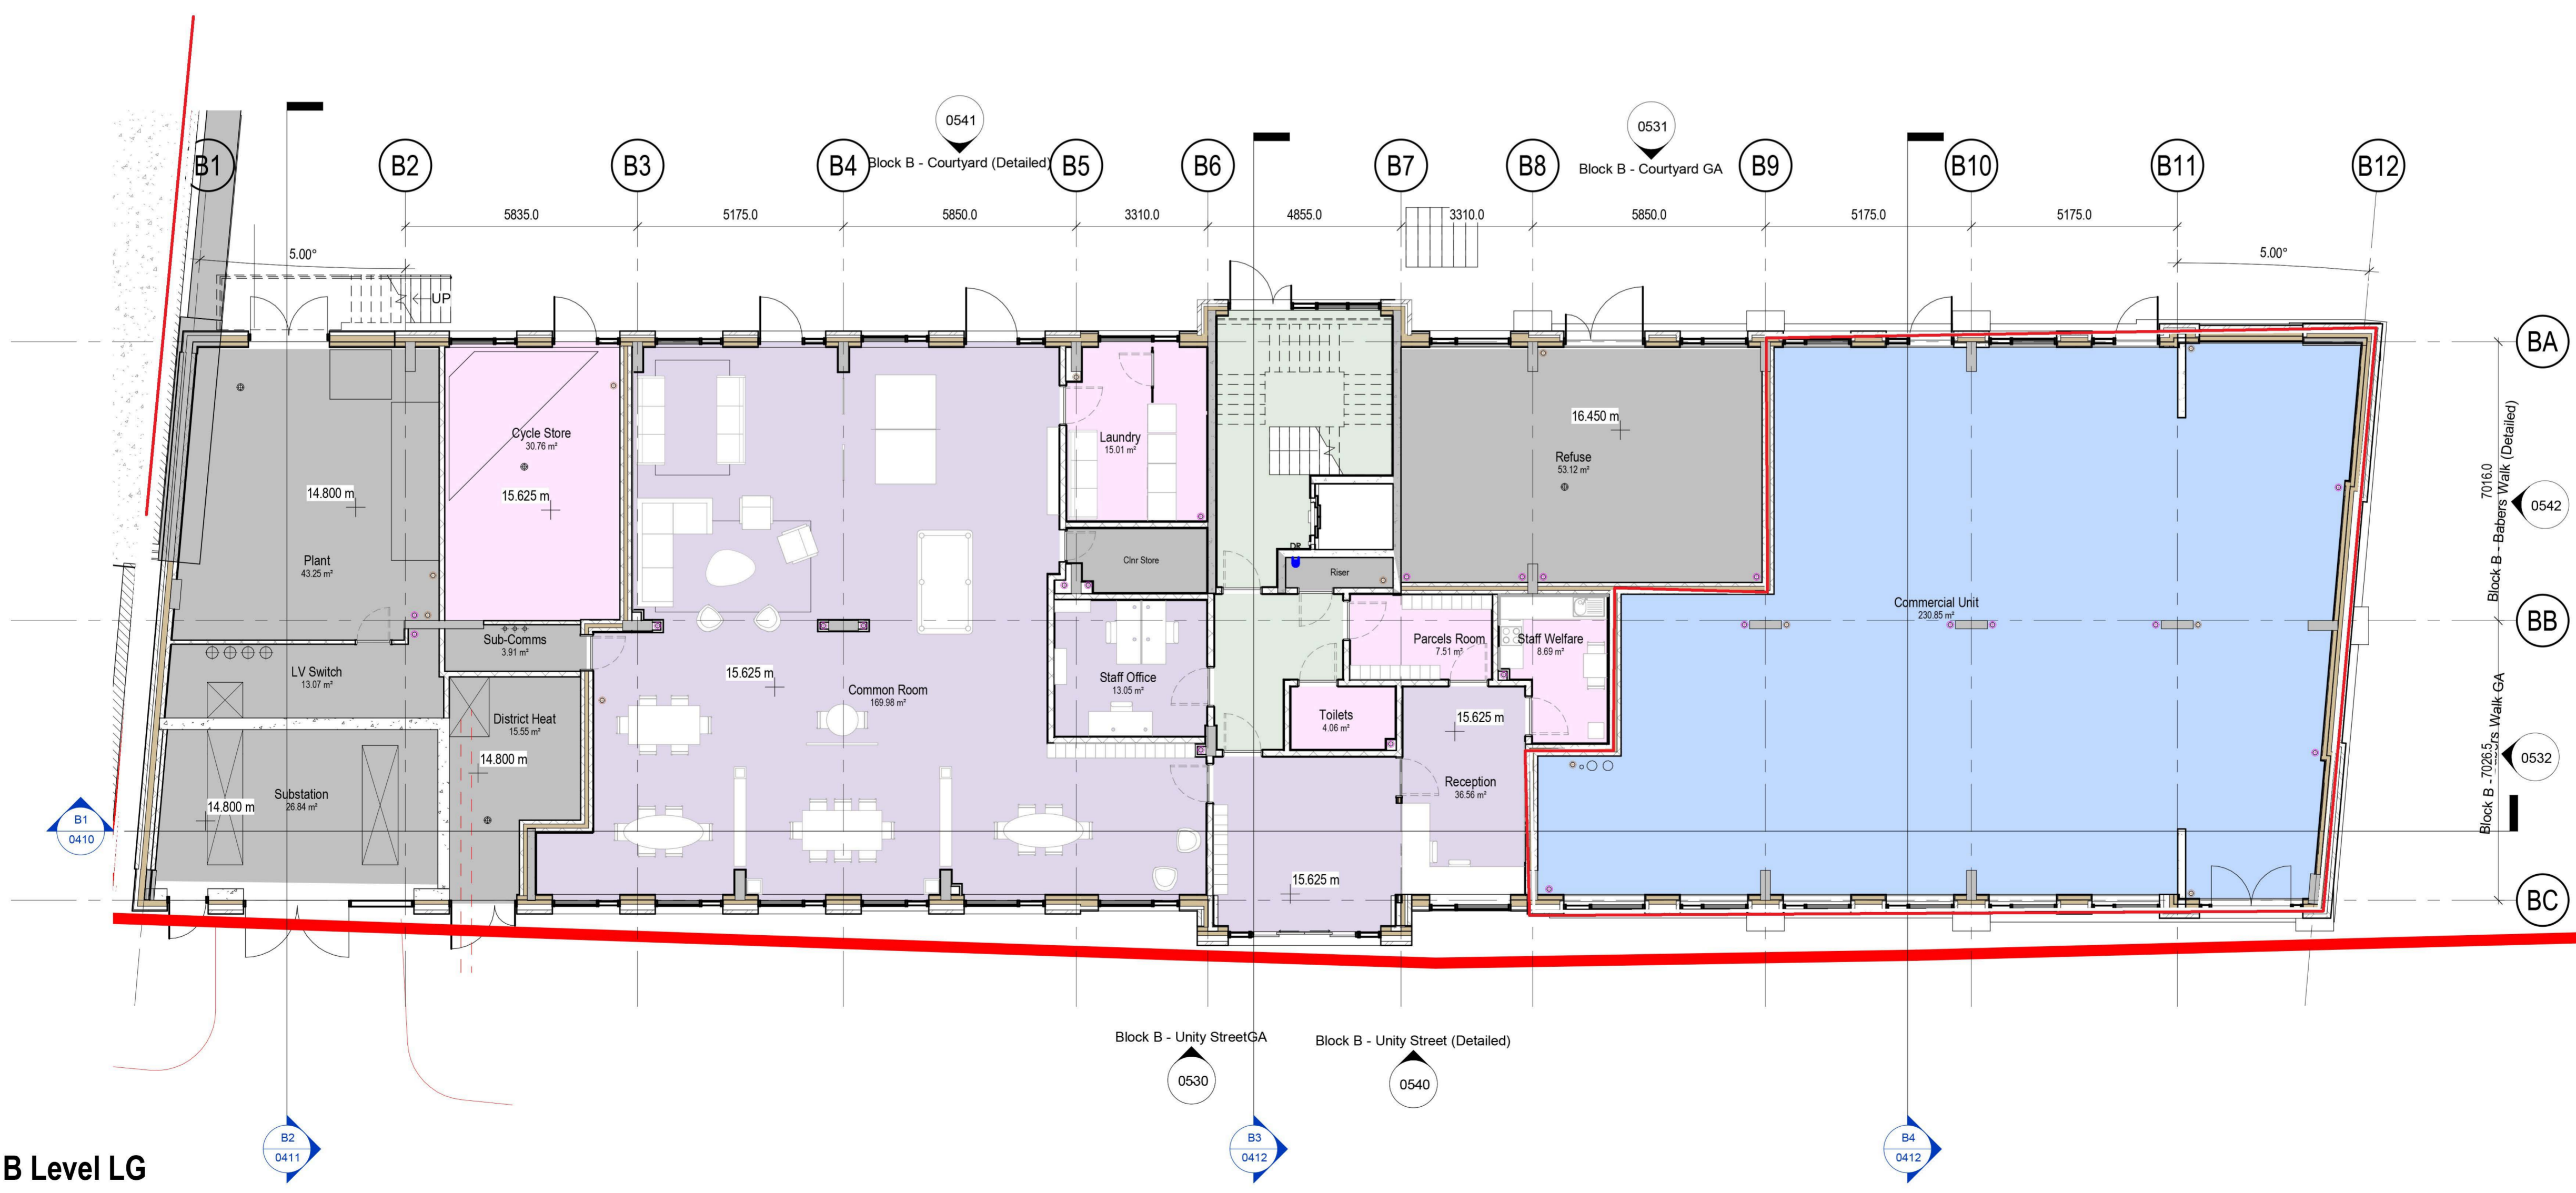 0541
Block B - Courtyard (Detailed)
0531
Block B - Courtyard GA
B1
B2
B3
B4
B5
B6
B7
B8
B9
B10
B11
B12
5835.0
5175.0
5850.0
3310.0
4855.0
3310.0
5850.0
5175.0
5175.0
5.00°
5.00°
UP
BA
BB
BC
7016.0
7026.5
Block B - Babers Walk (Detailed)
0542
Block B - Walk GA
0532
Plant
43.25 m²
14.800 m
Cycle Store
30.76 m²
15.625 m
Sub-Comms
3.91 m²
LV Switch
13.07 m²
District Heat
15.55 m²
14.800 m
Substation
26.84 m²
14.800 m
Common Room
169.98 m²
15.625 m
Laundry
15.01 m²
Clnr Store
Staff Office
13.05 m²
DR
Riser
Parcels Room
7.51 m²
Staff Welfare
8.69 m²
Toilets
4.06 m²
Reception
36.56 m²
15.625 m
15.625 m
Refuse
53.12 m²
16.450 m
Commercial Unit
230.85 m²
B1
0410
Block B - Unity StreetGA
0530
Block B - Unity Street (Detailed)
0540
B2
0411
B3
0412
B4
0412
B Level LG